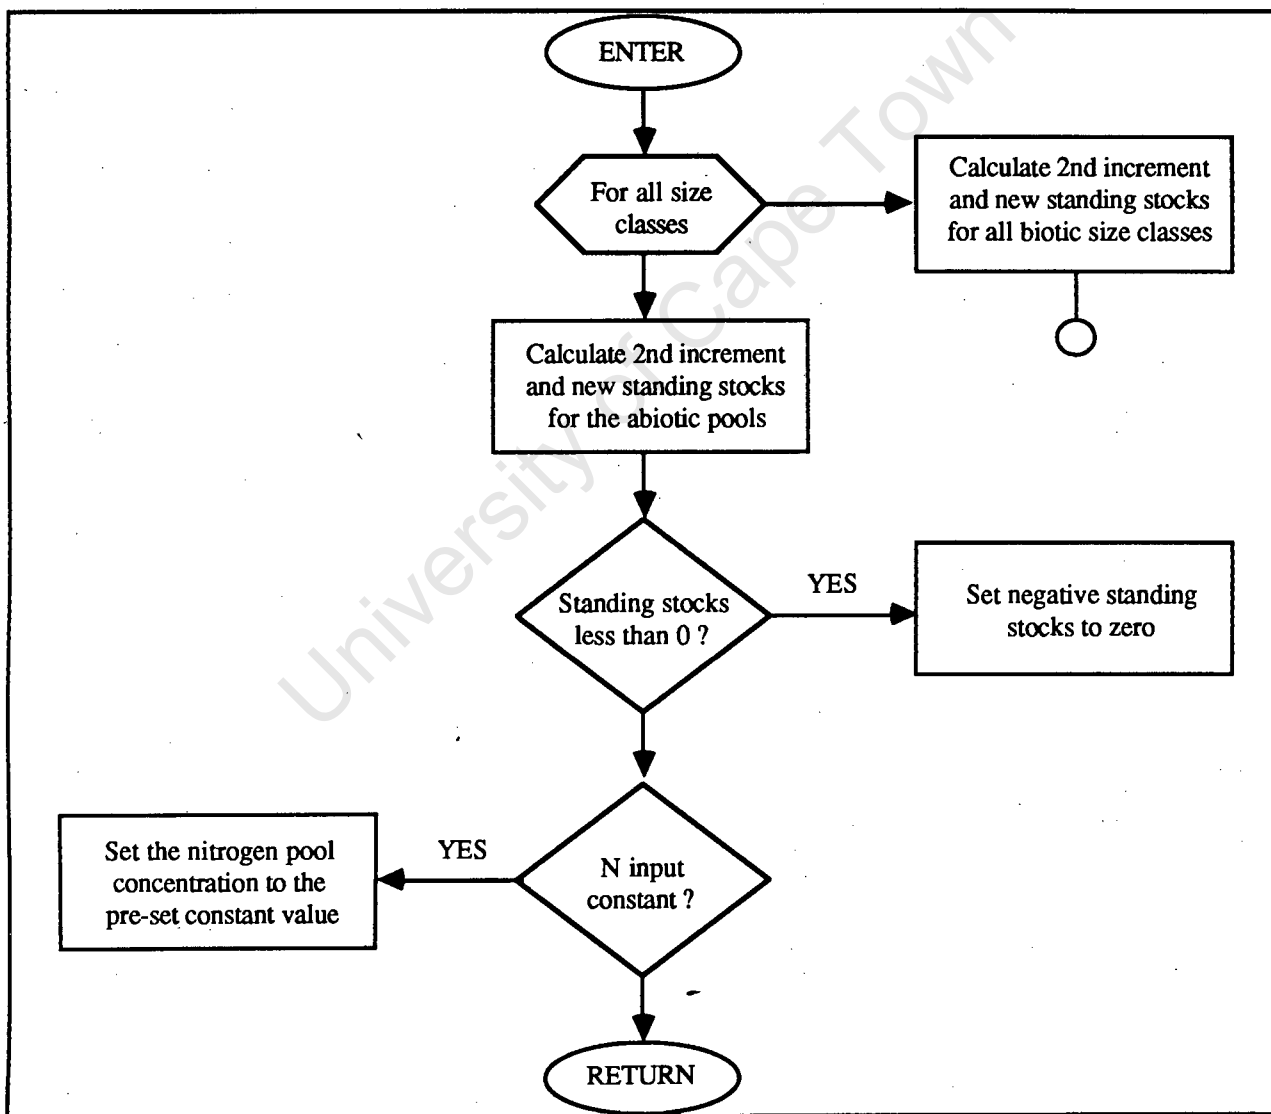 ENTER
For all size
classes
Calculate 2nd increment
and new standing stocks
for all biotic size classes
Calculate 2nd increment
and new standing stocks
for the abiotic pools
Standing stocks
less than 0 ?
YES
Set negative standing
stocks to zero
N input
constant ?
YES
Set the nitrogen pool
concentration to the
pre-set constant value
RETURN
University of Cape Town